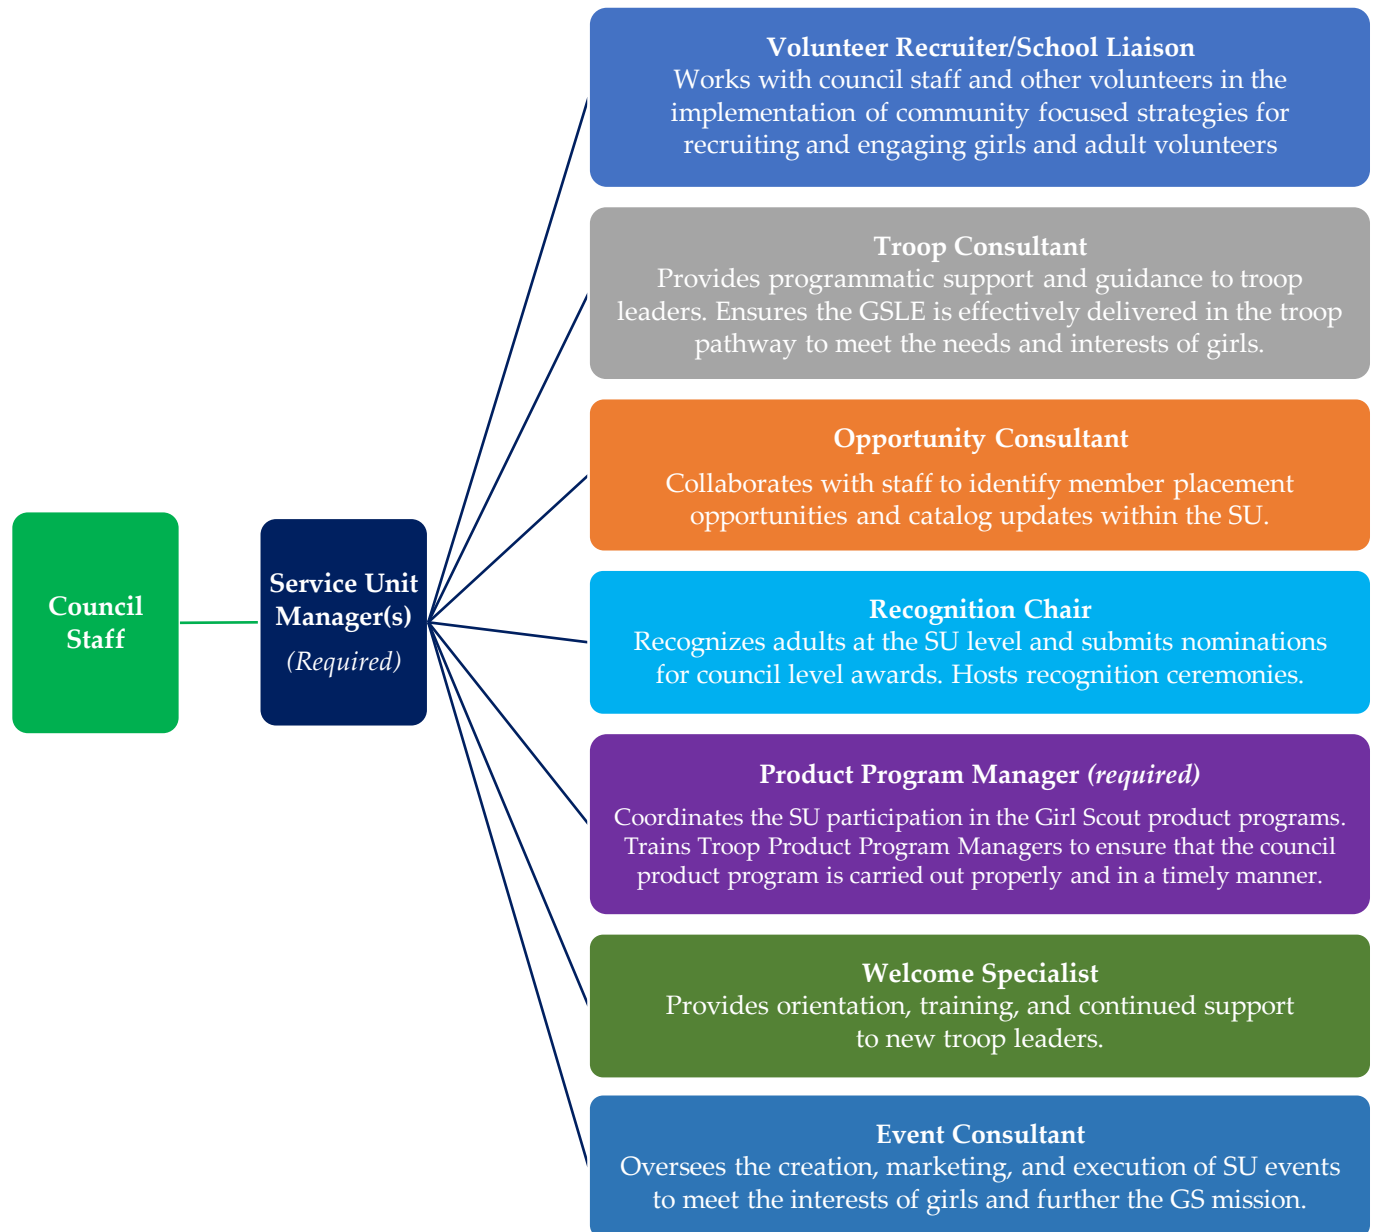 Volunteer Recruiter/School Liaison
Works with council staff and other volunteers in the
implementation of community focused strategies for
recruiting and engaging girls and adult volunteers
Troop Consultant
Provides programmatic support and guidance to troop
leaders. Ensures the GSLE is effectively delivered in the troop
pathway to meet the needs and interests of girls.
Opportunity Consultant
Collaborates with staff to identify member placement
opportunities and catalog updates within the SU.
Council
Staff
Service Unit
Manager(s)
(Required)
Recognition Chair
Recognizes adults at the SU level and submits nominations
for council level awards. Hosts recognition ceremonies.
Product Program Manager (required)
Coordinates the SU participation in the Girl Scout product programs.
Trains Troop Product Program Managers to ensure that the council
product program is carried out properly and in a timely manner.
Welcome Specialist
Provides orientation, training, and continued support
to new troop leaders.
Event Consultant
Oversees the creation, marketing, and execution of SU events
to meet the interests of girls and further the GS mission.